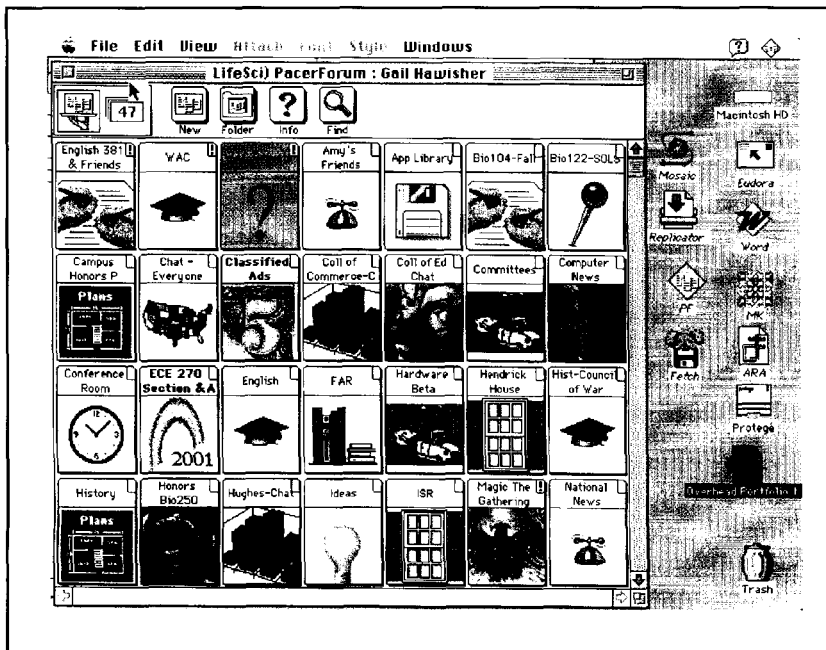 File Edit View Attach Font Style Windows
LifeSci) PacerForum : Gail Hawisher
47
New Folder Info Find
Macintosh HD
English 381 & Friends
WAC
Amy's Friends
App Library
Bio104-Fall
Bio122-SOLs
Mosaic
Eudora
Replicator
Word
Campus Honors P
Chat - Everyone
Classified Ads
Coll of Commerce-C
Coll of Ed Chat
Committees
Computer News
Plans
5
PF
MK
Fetch
ARA
Conference Room
ECE 270 Section &A
English
FAR
Hardware Beta
Hendrick House
Hist-Council of War
12
2001
Protegé
Overhead Portfolio 1
History
Honors Bio250
Hughes-Chat
Ideas
ISR
Magic The Gathering
National News
Plans
Trash